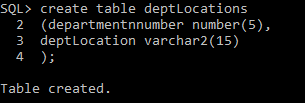 SQL> create table deptLocations
2 (departmentnnumber number(5),
3 deptLocation varchar2(15)
4 );
Table created.